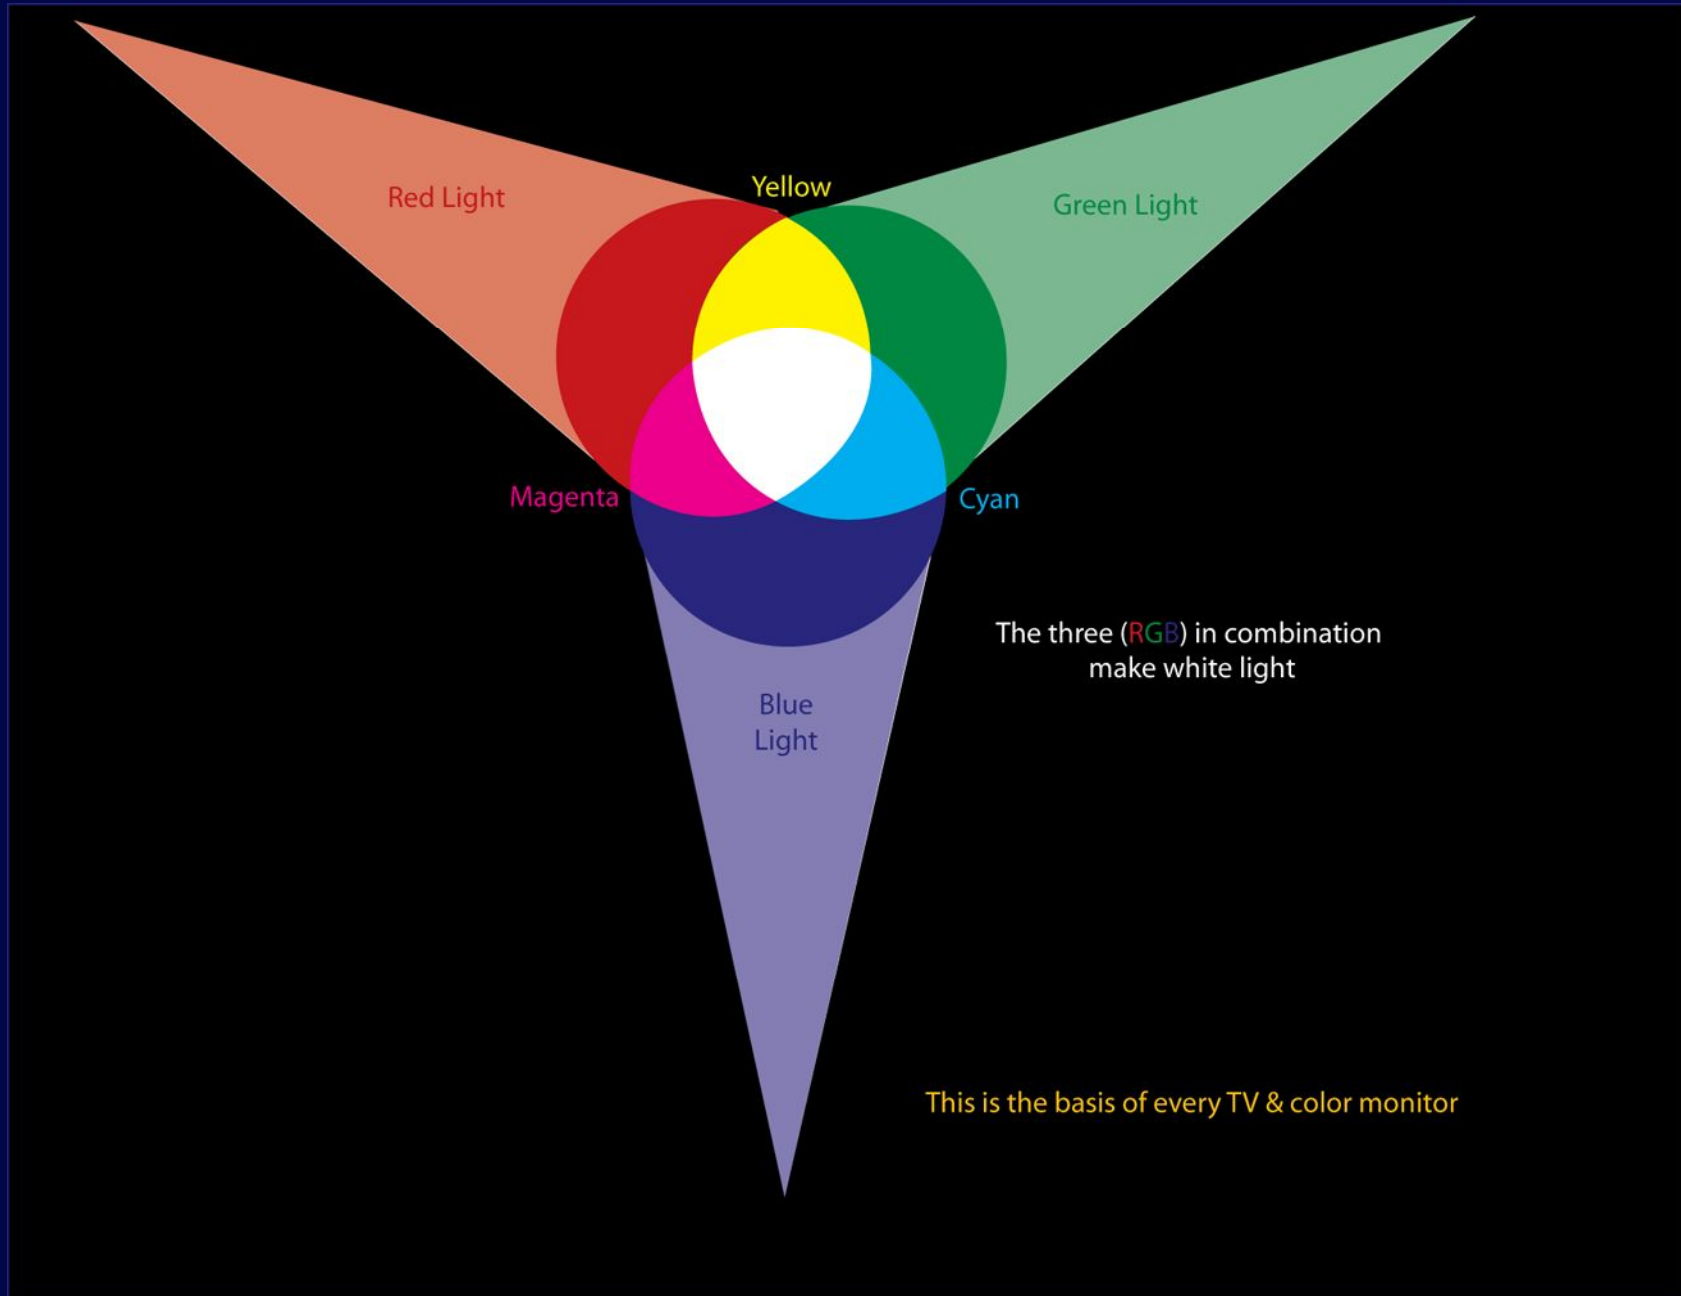 Yellow
Red Light
Green Light
Magenta
Cyan
The three (RGB) in combination
make white light
Blue
Light
This is the basis of every TV & color monitor